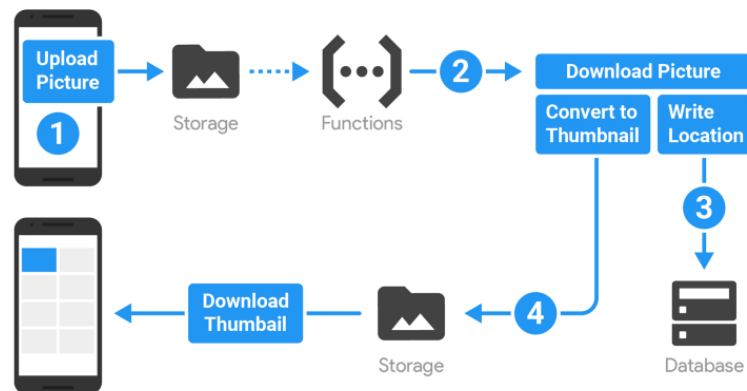 Upload
Picture
1
Storage
Functions
2
Download Picture
Convert to
Thumbnail
Write
Location
3
Download
Thumbail
Storage
4
Database